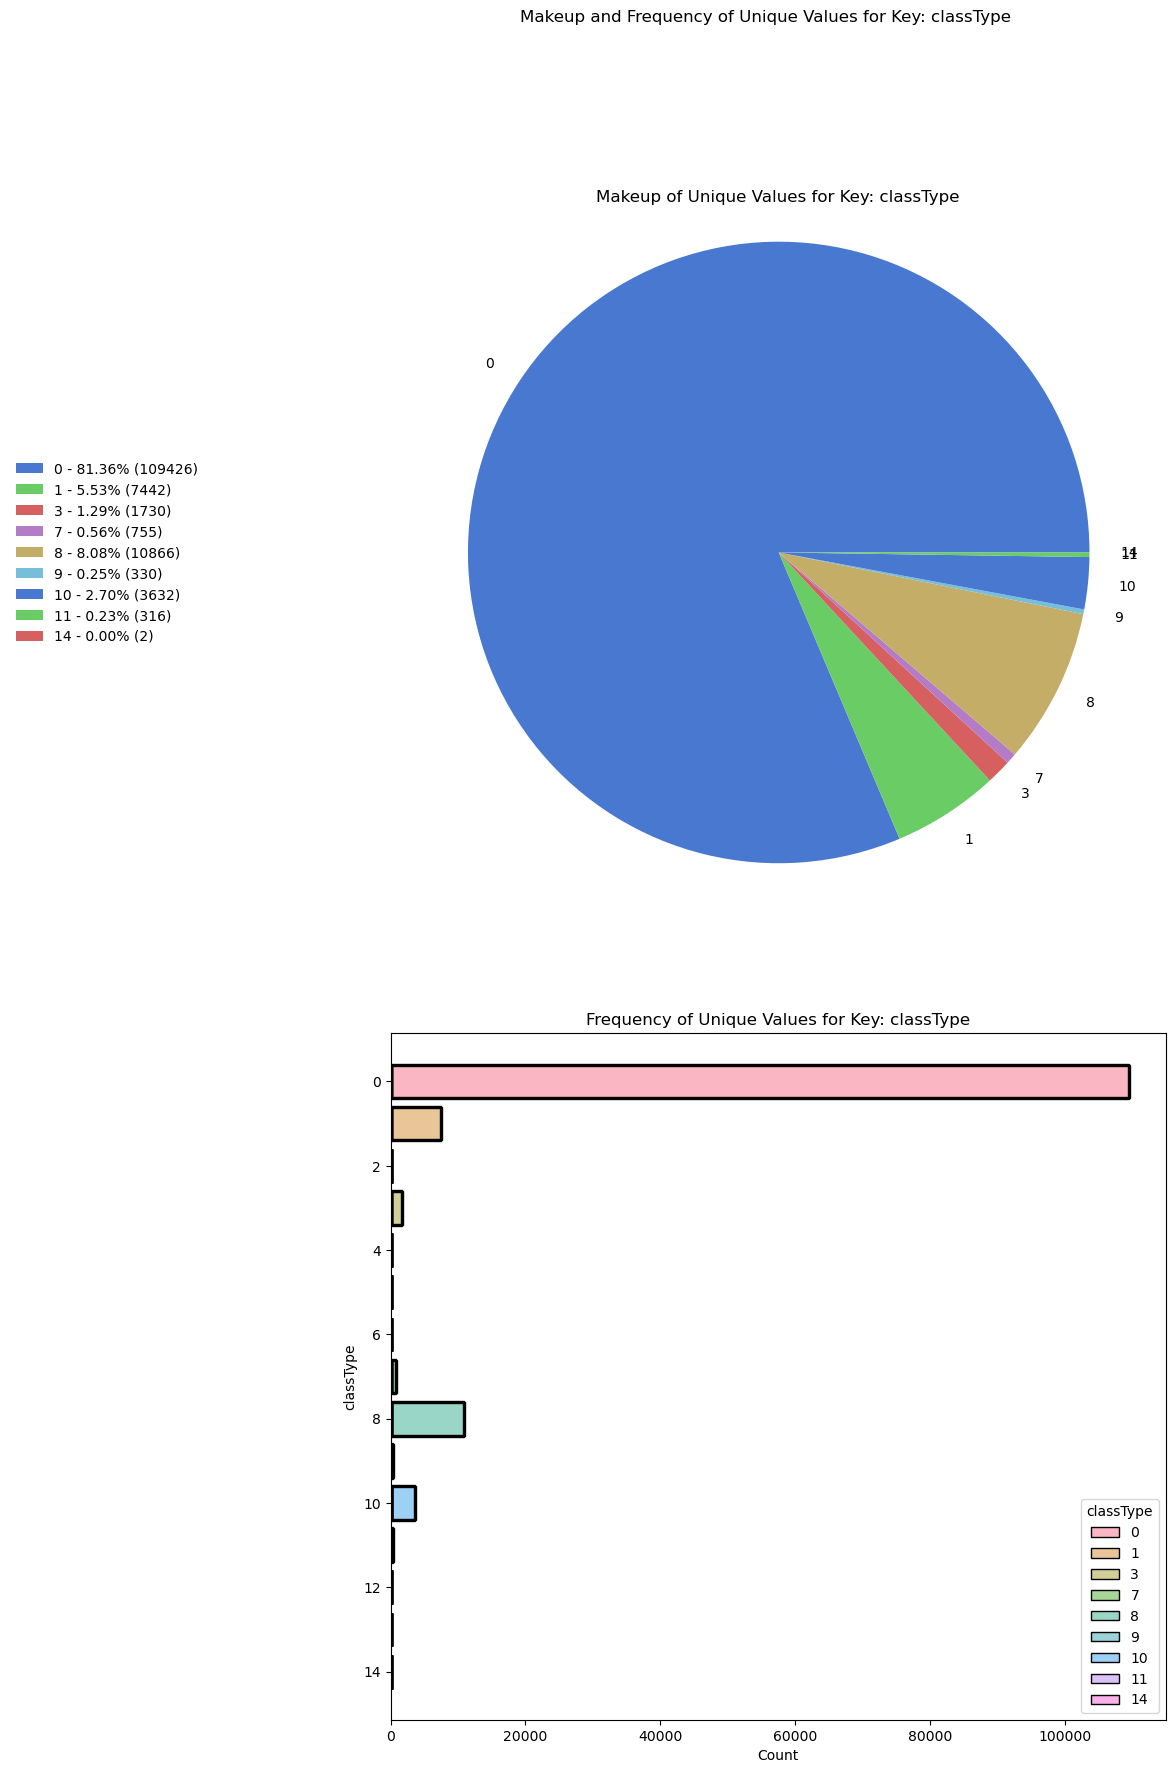 Makeup and Frequency of Unique Values for Key: classType
Makeup of Unique Values for Key: classType
0
14
11
10
9
8
7
3
1
0 - 81.36% (109426)
1 - 5.53% (7442)
3 - 1.29% (1730)
7 - 0.56% (755)
8 - 8.08% (10866)
9 - 0.25% (330)
10 - 2.70% (3632)
11 - 0.23% (316)
14 - 0.00% (2)
Frequency of Unique Values for Key: classType
classType
0
2
4
6
8
10
12
14
classType
0
1
3
7
8
9
10
11
14
0
20000
40000
60000
80000
100000
Count